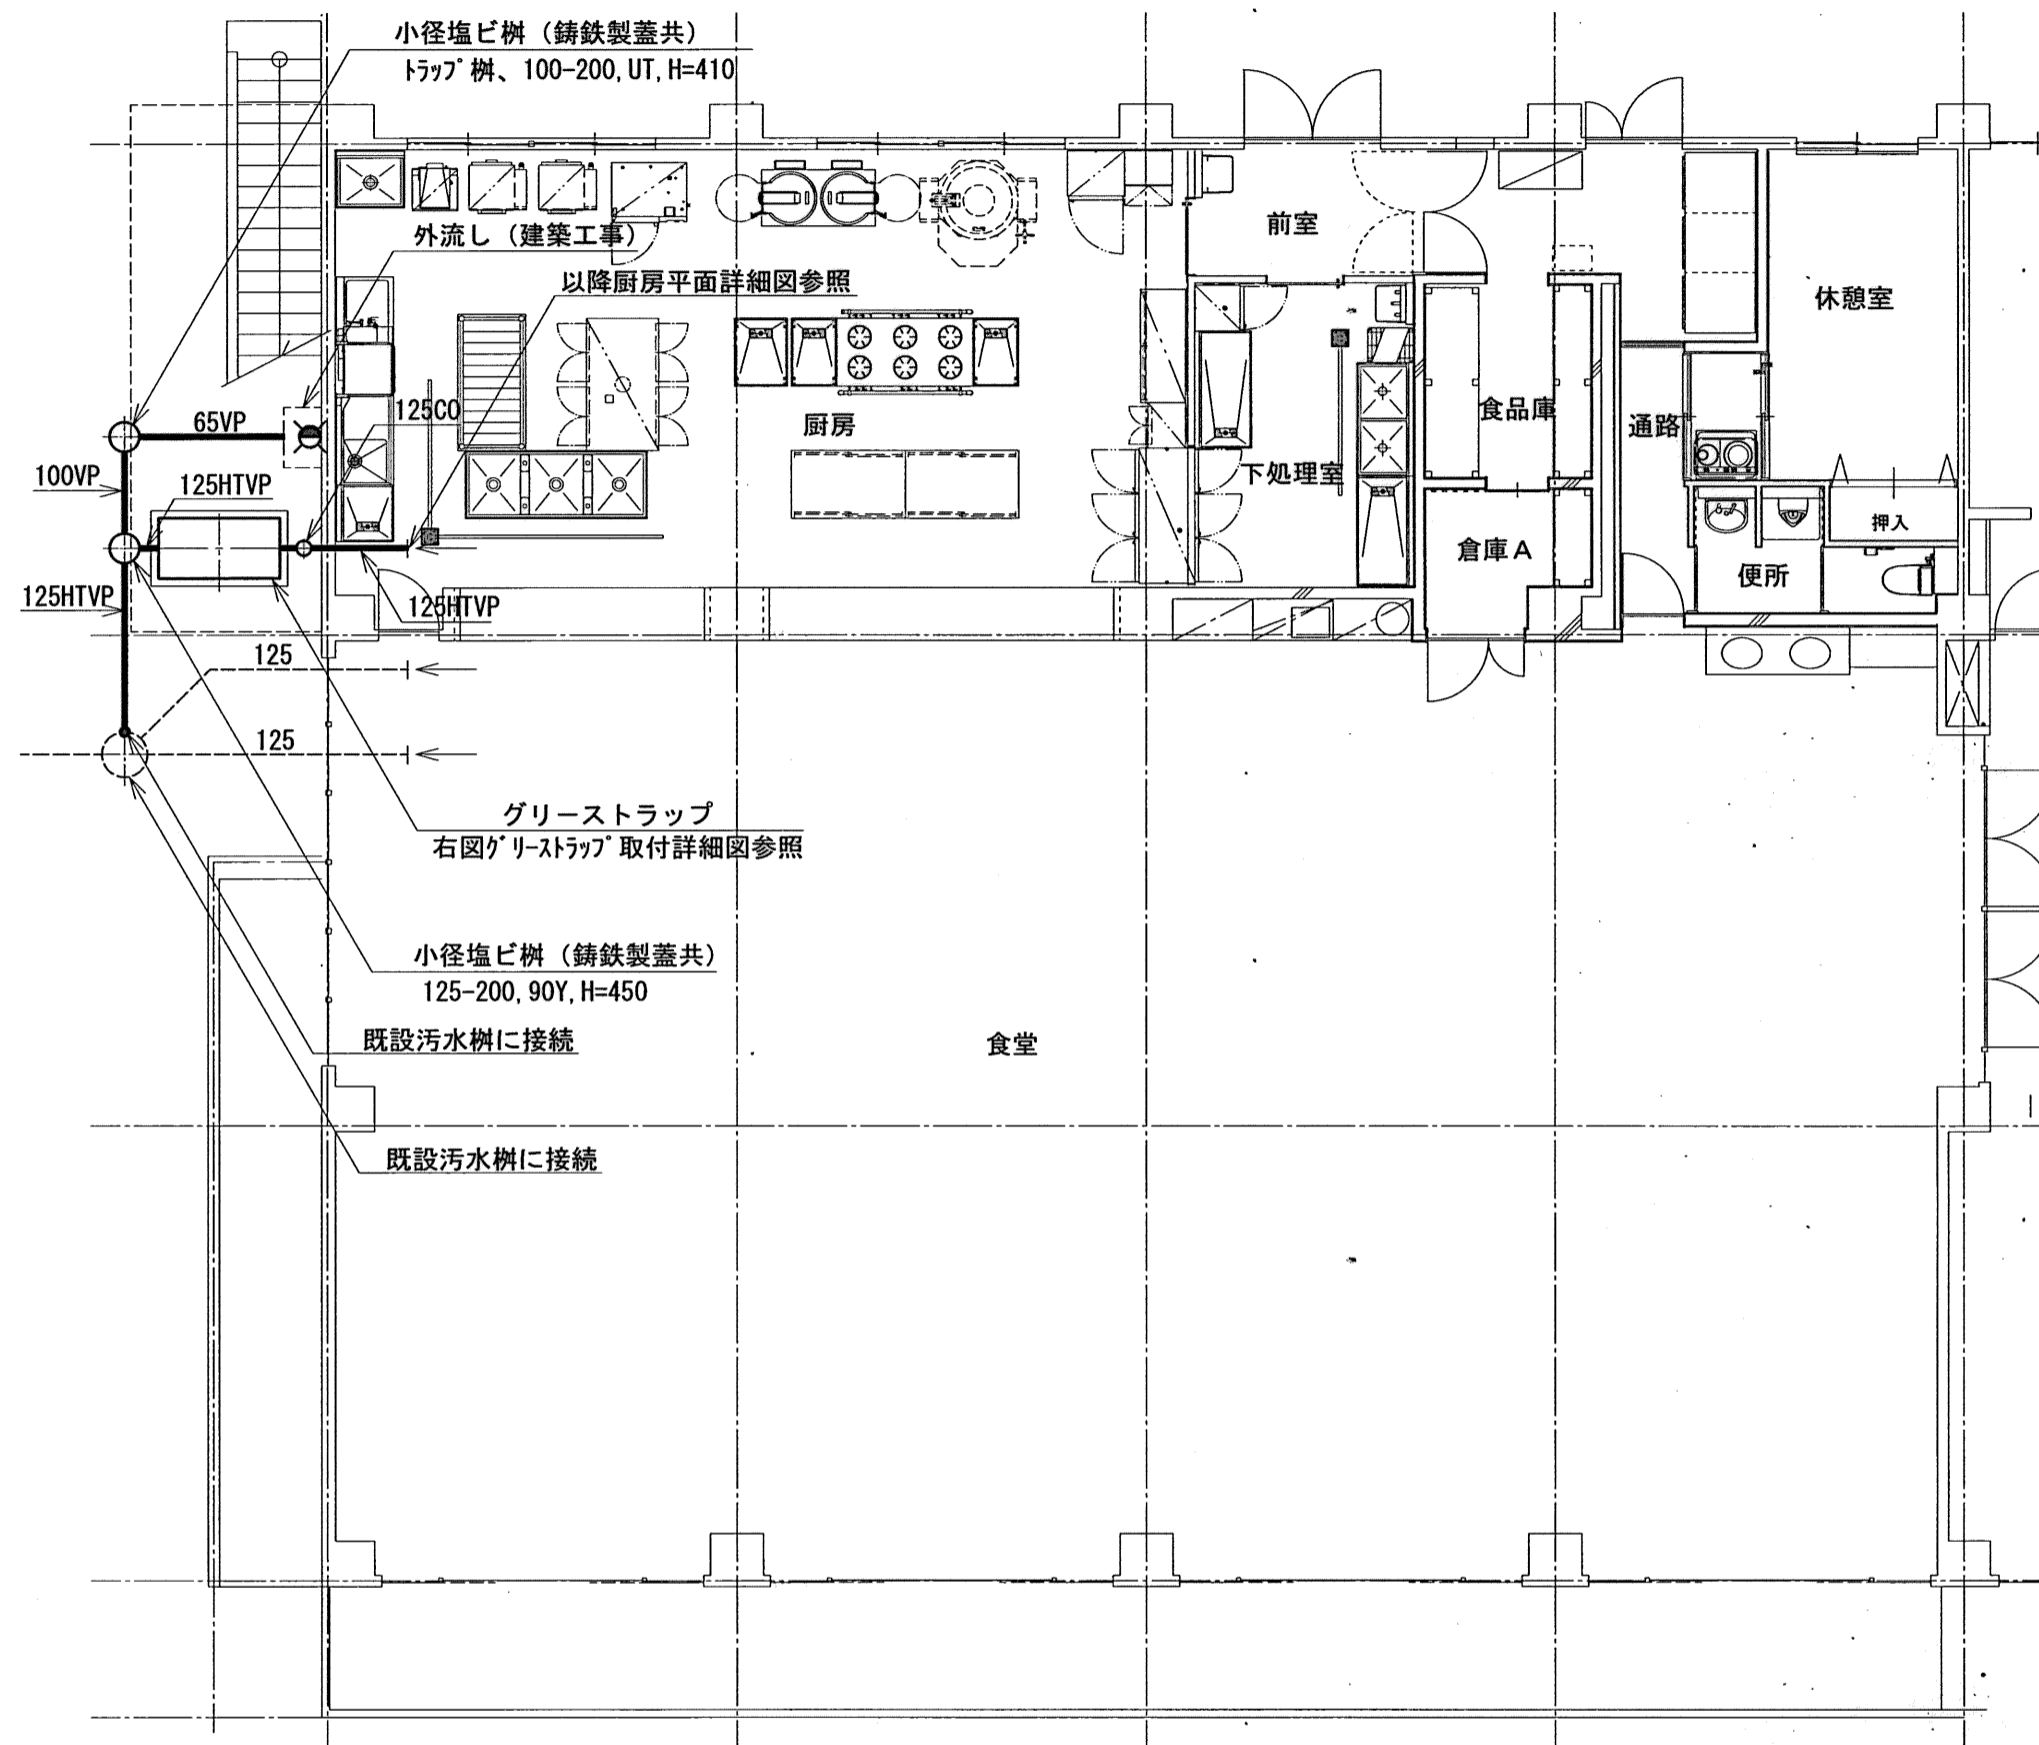 小径塩ビ桝（鋳鉄製蓋共）
ﾄﾗｯﾌﾟ桝、100-200,UT,H=410
外流し（建築工事）
以降厨房平面詳細図参照
前室
休憩室
65VP
125CO
厨房
食品庫
通路
100VP
125HTVP
下処理室
押入
倉庫A
便所
125HTVP
125HTVP
125
125
グリーストラップ
右図ｸﾞﾘｰｽﾄﾗｯﾌﾟ取付詳細図参照
小径塩ビ桝（鋳鉄製蓋共）
125-200,90Y,H=450
既設汚水桝に接続
食堂
既設汚水桝に接続